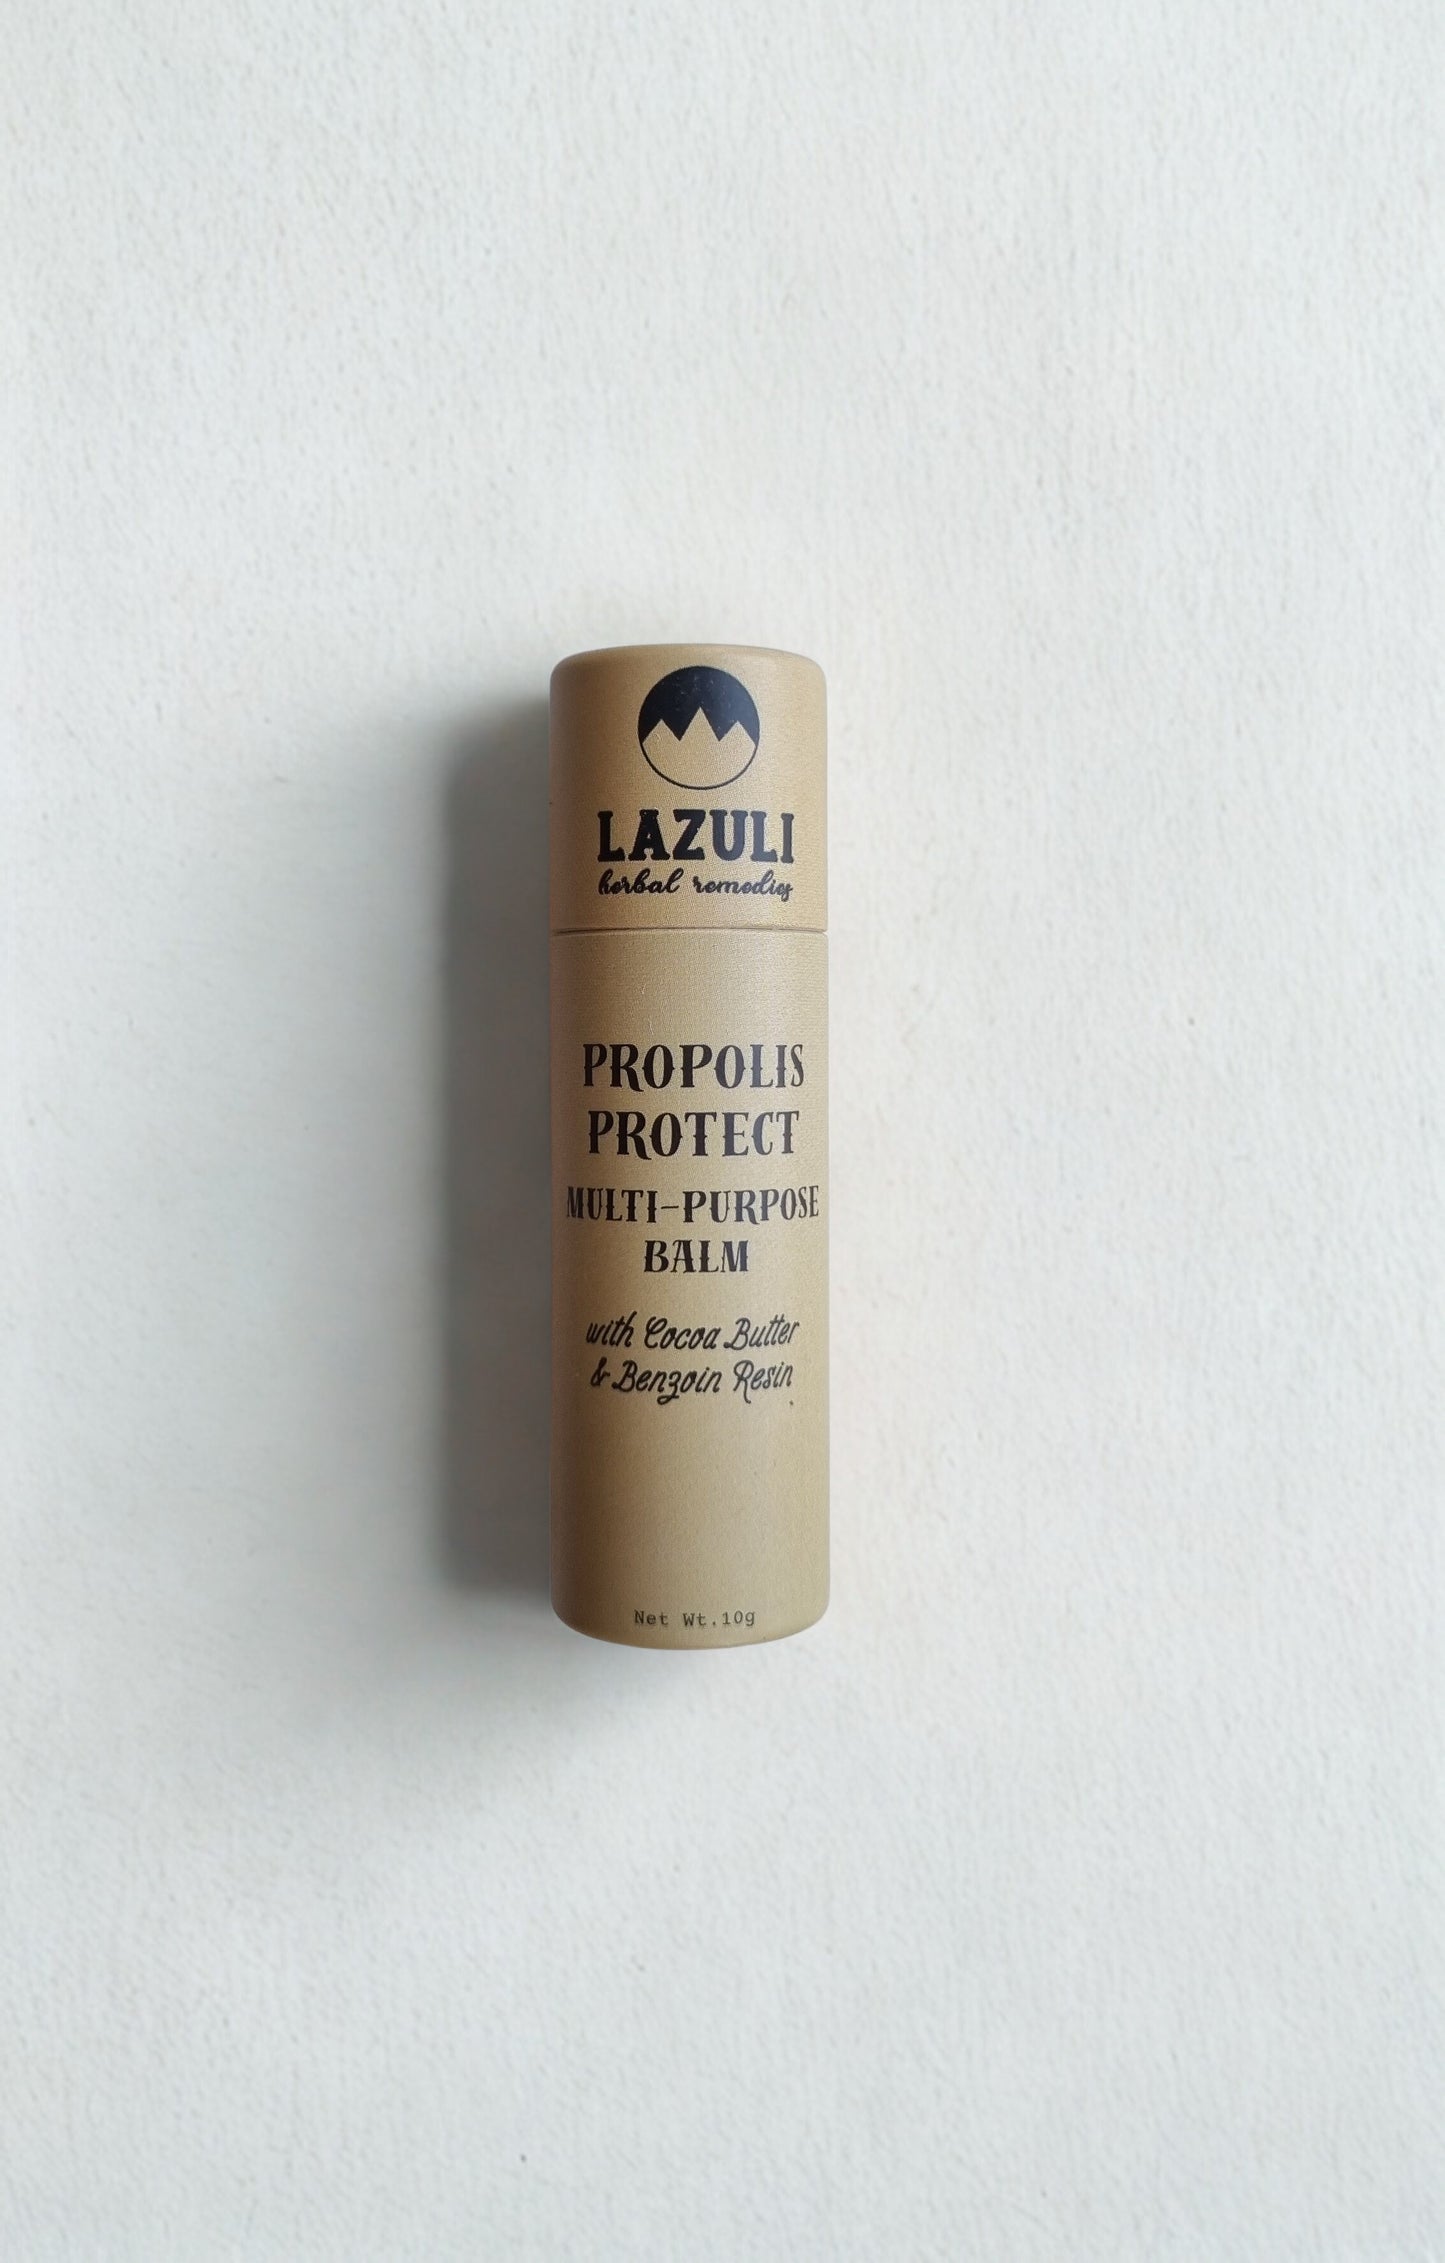 LAZULI
herbal remedies
PROPOLIS
PROTECT
MULTI-PURPOSE
BALM
with Cocoa Butter
& Benzoin Resin
Net Wt.10g